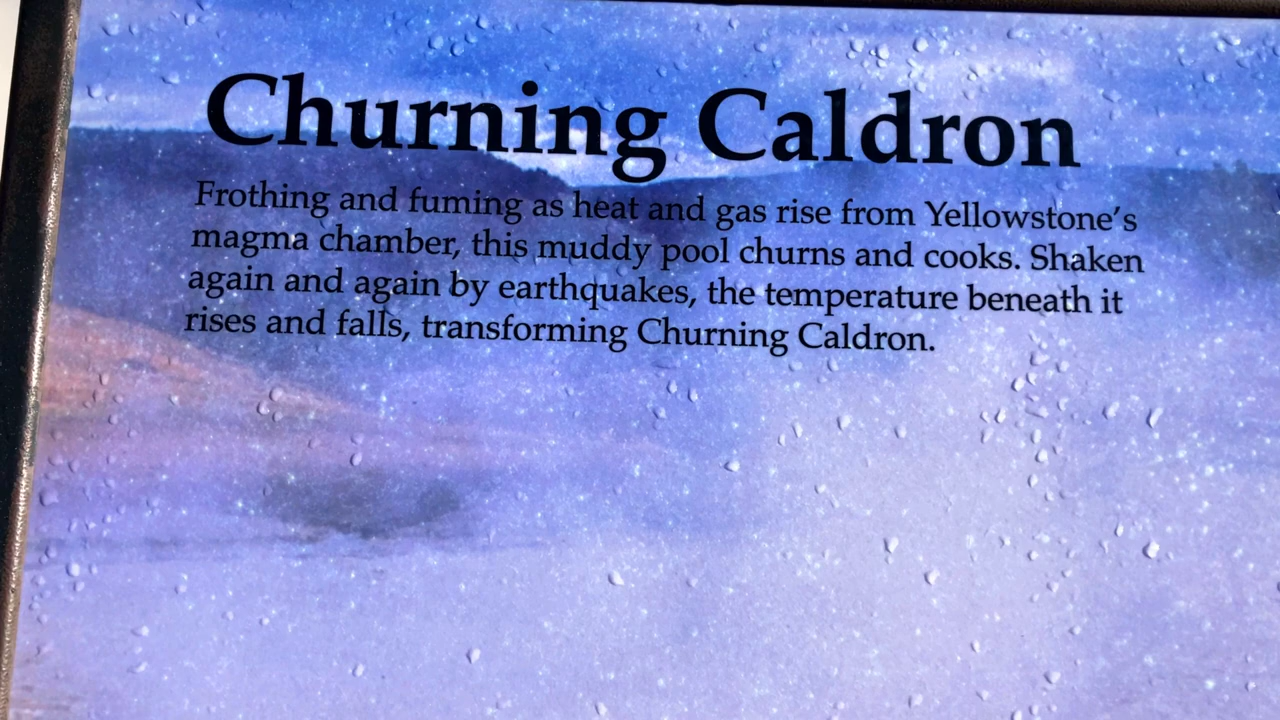 Churning Caldron
Frothing and fuming as heat and gas rise from Yellowstone's
magma chamber, this muddy pool churns and cooks. Shaken
again and again by earthquakes, the temperature beneath it
rises and falls, transforming Churning Caldron.